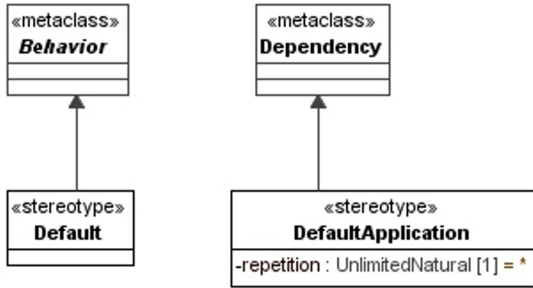 «metaclass»
Behavior
«metaclass»
Dependency
«stereotype»
Default
«stereotype»
DefaultApplication
-repetition : UnlimitedNatural [1] = *